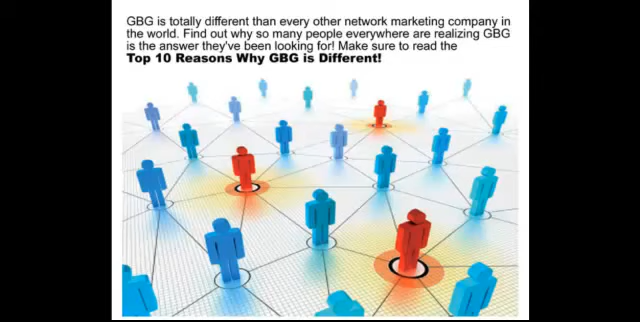 GBG is totally different than every other network marketing company in
the world. Find out why so many people everywhere are realizing GBG
is the answer they've been looking for! Make sure to read the
Top 10 Reasons Why GBG is Different!